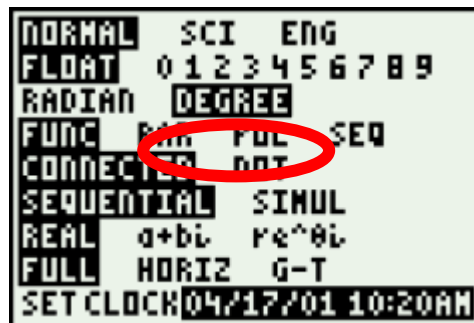 NORMAL SCI ENG
FLOAT 0 1 2 3 4 5 6 7 8 9
RADIAN DEGREE
FUNC PAR POL SEQ
CONNECTED DOT
SEQUENTIAL SIMUL
REAL a+bi re^θi
FULL HORIZ G-T
SET CLOCK 04/17/01 10:20AM